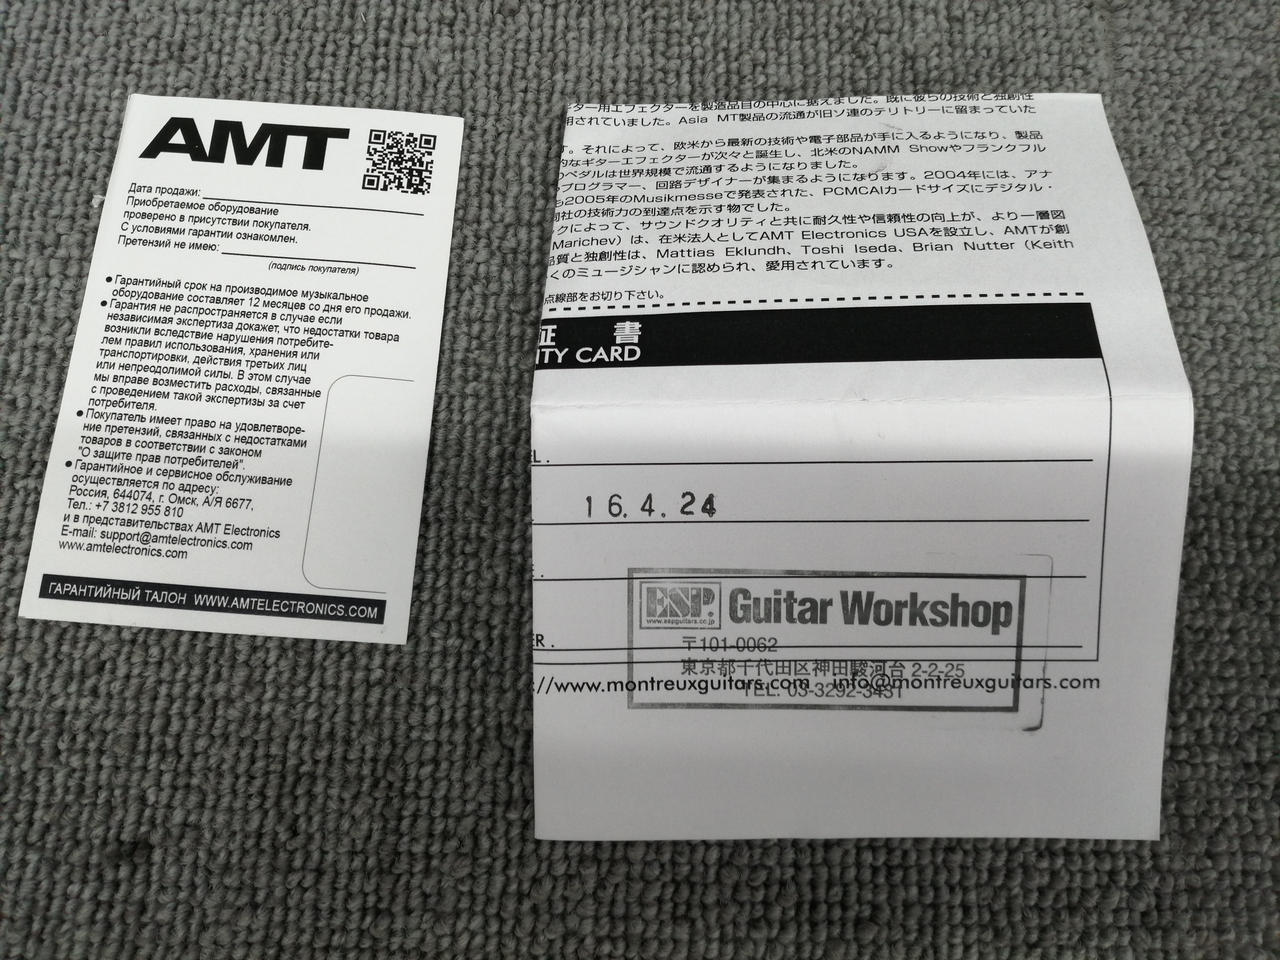 AMT
Дата продажи:
Приобретаемое оборудование
проверено в присутствии покупателя.
С условиями гарантии ознакомлен.
Претензий не имею:
(подпись покупателя)
● Гарантийный срок на производимое музыкальное
оборудование составляет 12 месяцев со дня его продажи.
● Гарантия не распространяется в случае если
независимая экспертиза докажет, что недостатки товара
возникли вследствие нарушения потребите-
лем правил использования, хранения или
транспортировки, действия третьих лиц
или непреодолимой силы. В этом случае
мы вправе возместить расходы, связанные
с проведением такой экспертизы за счет
потребителя.
● Покупатель имеет право на удовлетворе-
ние претензий, связанных с недостатками
товаров в соответствии с законом
"О защите прав потребителей".
● Гарантийное и сервисное обслуживание
осуществляется по адресу:
Россия, 644074, г. Омск, А/Я 6677,
Тел.: +7 3812 955 810
и в представительствах AMT Electronics
E-mail: support@amtelectronics.com
www.amtelectronics.com
ГАРАНТИЙНЫЙ ТАЛОН WWW.AMTELECTRONICS.COM
ター用エフェクターを製造品目の中心に据えました。既に彼らの技術と独創性
用されていました。Asia MT製品の流通が旧ソ連のテリトリーに留まっていた
す。それによって、欧米から最新の技術や電子部品が手に入るようになり、製品
的なギターエフェクターが次々と誕生し、北米のNAMM Showやフランクフル
ペダルは世界規模で流通するようになりました。
プログラマー、回路デザイナーが集まるようになります。2004年には、アナ
も2005年のMusikmesseで発表された、PCMCAIカードサイズにデジタル・
同社の技術力の到達点を示す物でした。
クによって、サウンドクオリティと共に耐久性や信頼性の向上が、より一層図
Marichev）は、在米法人としてAMT Electronics USAを設立し、AMTが創
品質と独創性は、Mattias Eklundh、Toshi Iseda、Brian Nutter（Keith
くのミュージシャンに認められ、愛用されています。
点線部をお切り下さい。
証 書
ITY CARD
L .
16. 4. 24
E .
ESP.
www.espguitars.co.jp
Guitar Workshop
〒101-0062
ER .
東京都千代田区神田駿河台 2-2-25
://www.montreuxguitars.com info@montreuxguitars.com
TEL. 03-3292-3431